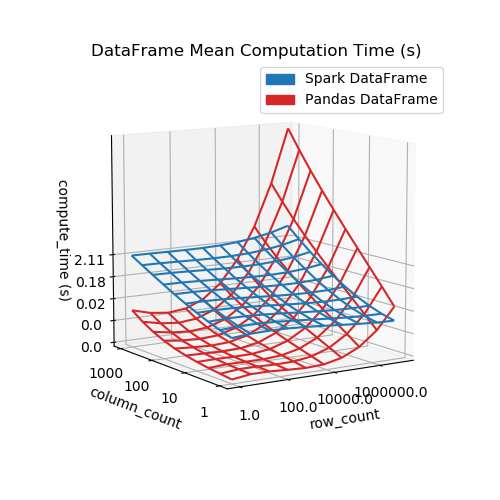 DataFrame Mean Computation Time (s)
Spark DataFrame
Pandas DataFrame
compute_time (s)
2.11
0.18
0.02
0.0
0.0
1000
100
10
1
column_count
1.0
100.0
10000.0
1000000.0
row_count